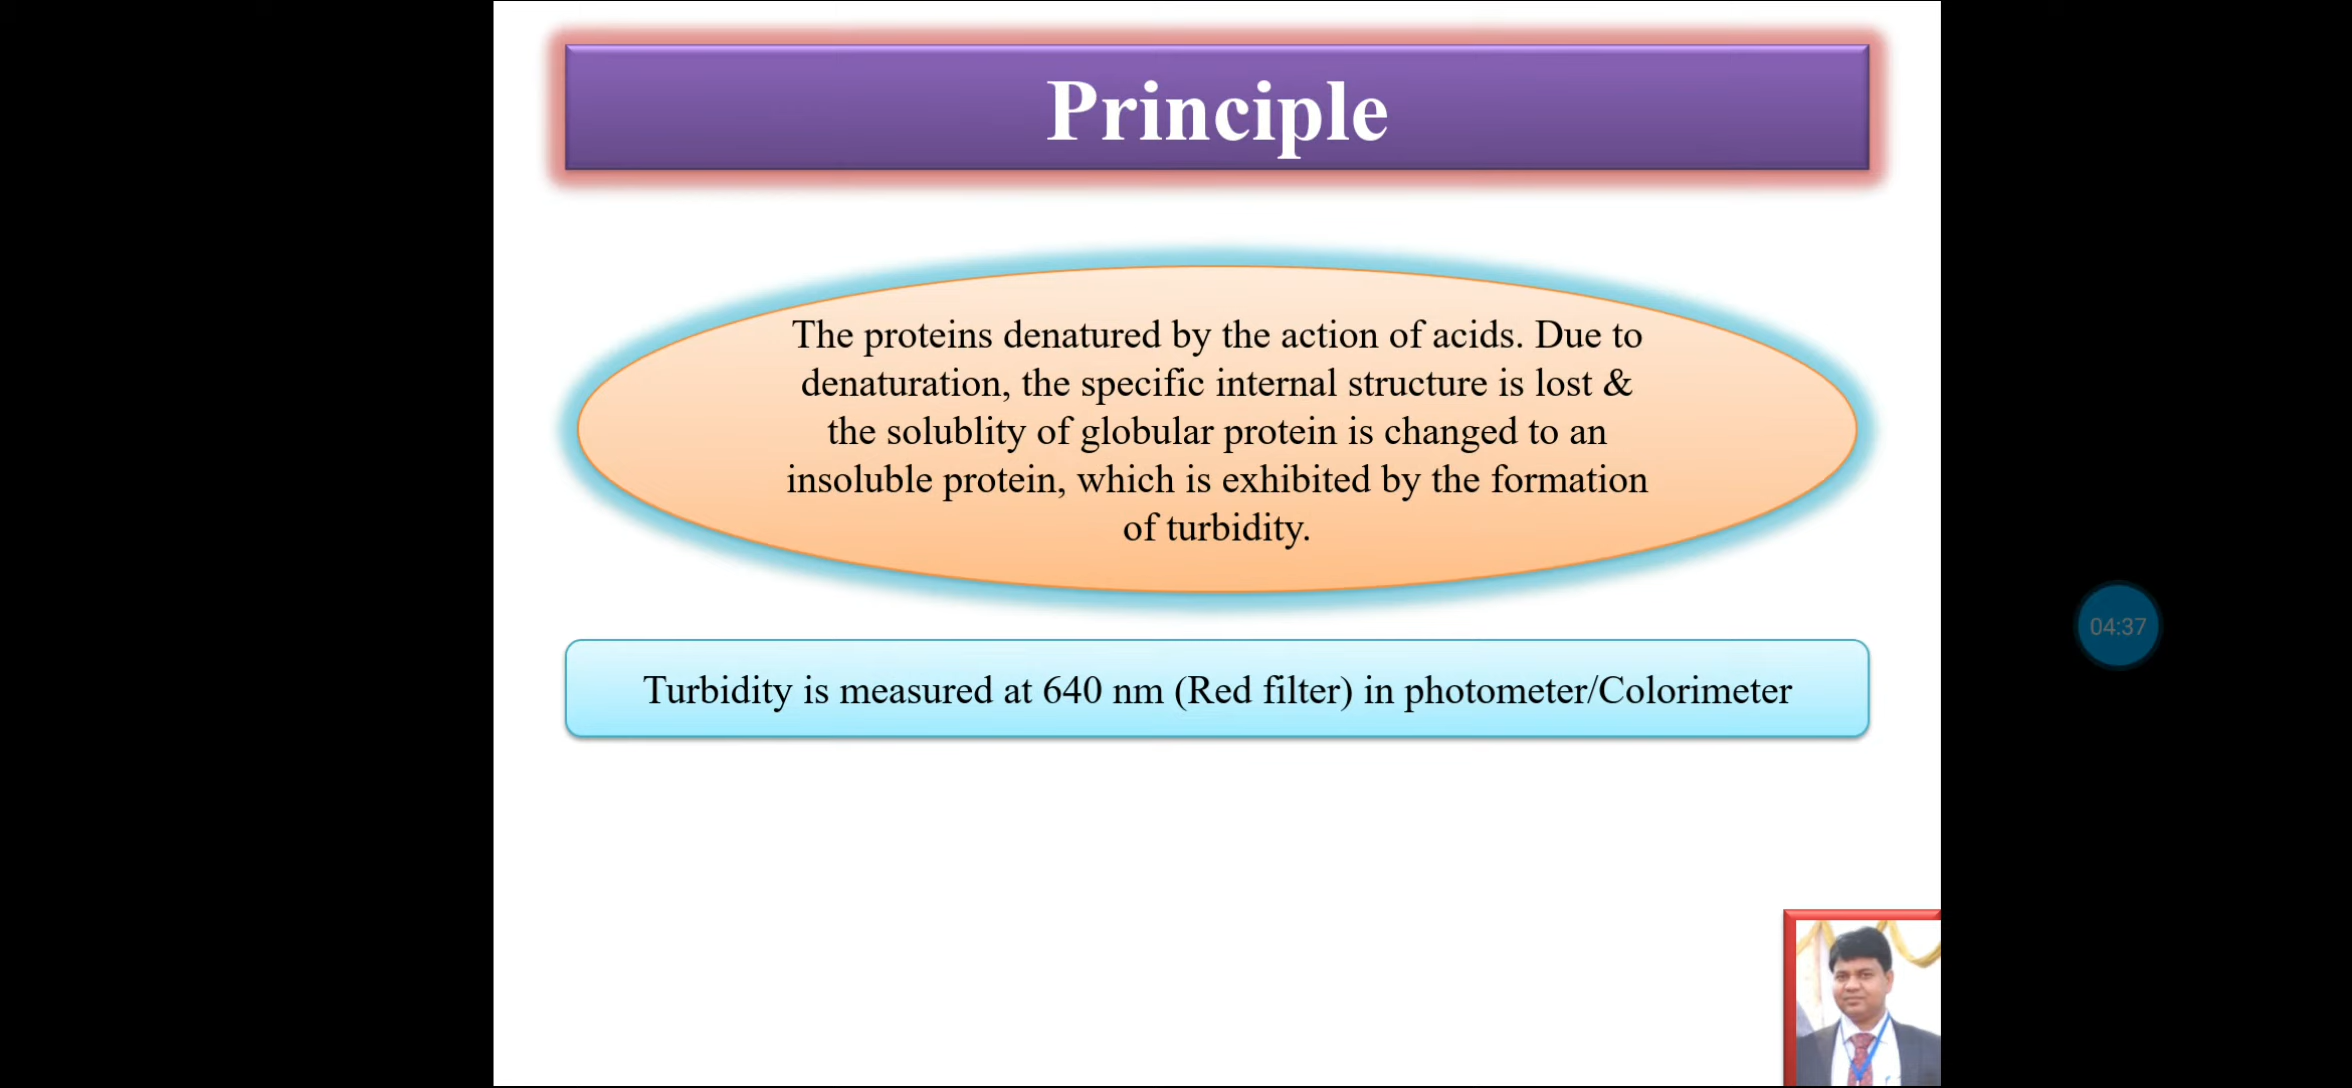 Principle
The proteins denatured by the action of acids. Due to
denaturation, the specific internal structure is lost &
the solublity of globular protein is changed to an
insoluble protein, which is exhibited by the formation
of turbidity.
04:37
Turbidity is measured at 640 nm (Red filter) in photometer/Colorimeter